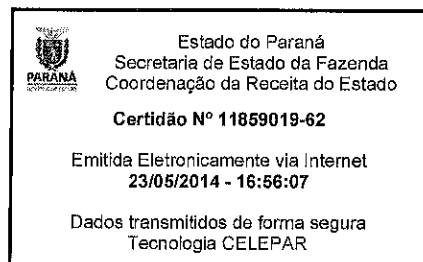 Estado do Paraná
Secretaria de Estado da Fazenda
PARANÁ
Coordenação da Receita do Estado
Certidão Nº 11859019-62
Emitida Eletronicamente via Internet
23/05/2014 - 16:56:07
Dados transmitidos de forma segura
Tecnologia CELEPAR